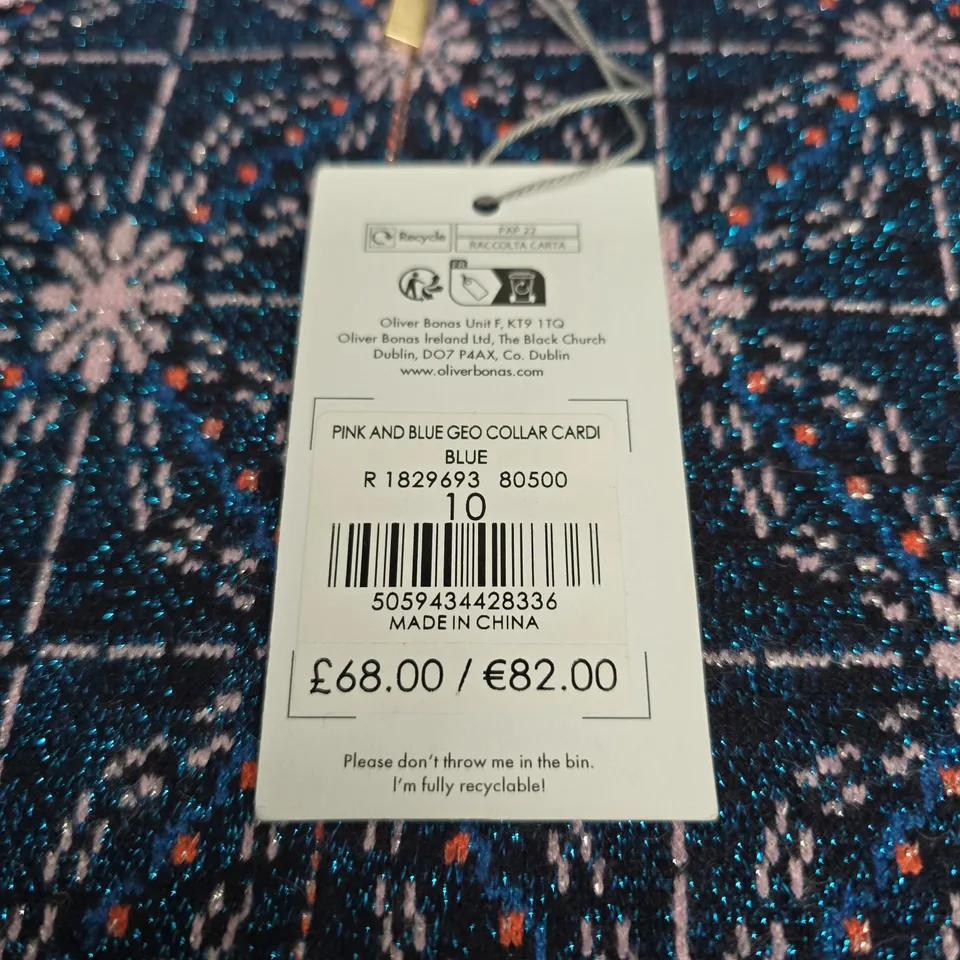 Recycle
PAP 22
RACCOLTA CARTA
FR
Oliver Bonas Unit F, KT9 1TQ
Oliver Bonas Ireland Ltd, The Black Church
Dublin, DO7 P4AX, Co. Dublin
www.oliverbonas.com
PINK AND BLUE GEO COLLAR CARDI
BLUE
R 1829693 80500
10
5059434428336
MADE IN CHINA
£68.00 / €82.00
Please don't throw me in the bin.
I'm fully recyclable!